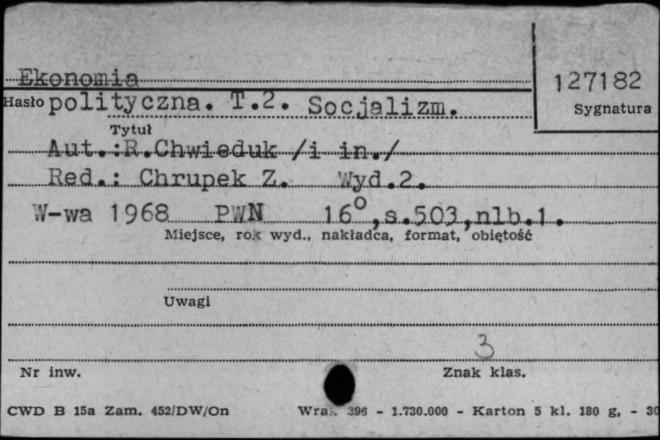 Ekonomia
127182
Hasło polityczna. T.2. Socjalizm.
Sygnatura
Tytuł
Aut.:R.Chwieduk /i in./
Red.: Chrupek Z. Wyd.2.
W-wa 1968 PWN 16°,s.503,nlb.1.
Miejsce, rok wyd., nakładca, format, obiętość
Uwagi
3
Nr inw.
Znak klas.
CWD B 15a Zam. 452/DW/On 396 - 1.730.000 - Karton 5 kl. 180 g, -